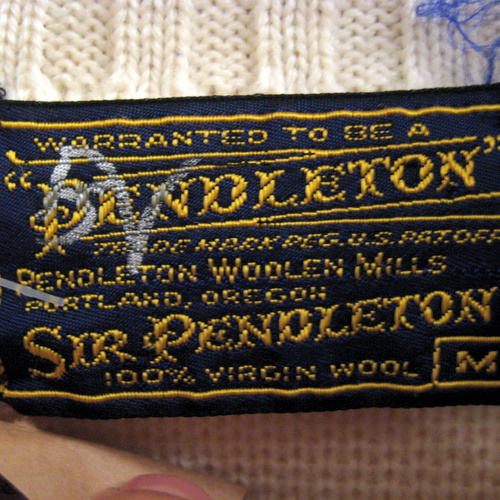 WARRANTED TO BE A
"PENDLETON"
TRADE MARK REG. U.S. PAT. OFF
PENDLETON WOOLEN MILLS
PORTLAND, OREGON
SIR PENDLETON
100% VIRGIN WOOL M